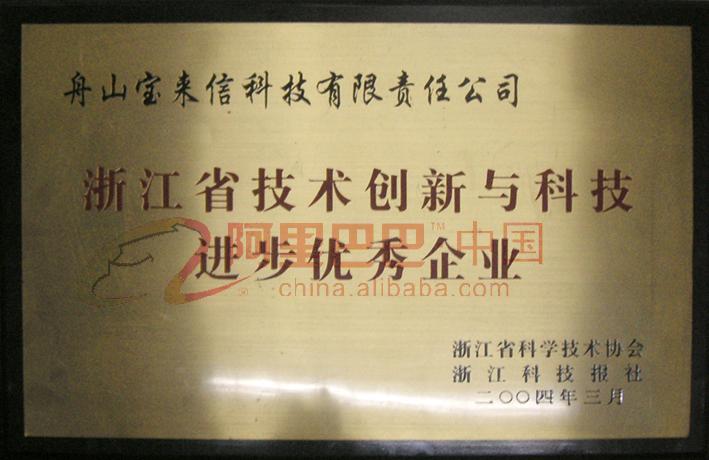 舟山宝来信科技有限责任公司
浙江省技术创新与科技
阿里巴巴™中国
进步优秀企业
china.alibaba.com
浙江省科学技术协会
浙江科技报社
二〇〇四年三月